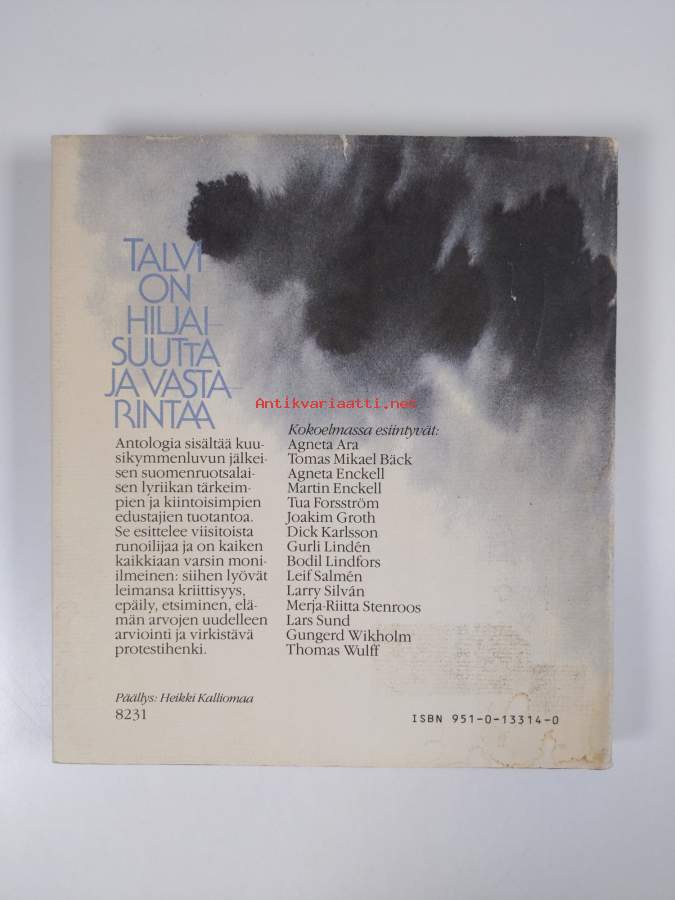 TALVI
ON
HILJAI-
SUUTTA
JA VASTA-
RINTAA
Antikvariaatti.net
Antologia sisältää kuu-
sikymmenluvun jälkei-
sen suomenruotsalai-
sen lyriikan tärkeim-
pien ja kiintoisimpien
edustajien tuotantoa.
Se esittelee viisitoista
runoilijaa ja on kaiken
kaikkiaan varsin moni-
ilmeinen: siihen lyövät
leimansa kriittisyys,
epäily, etsiminen, elä-
män arvojen uudelleen
arviointi ja virkistävä
protestihenki.
Kokoelmassa esiintyvät:
Agneta Ara
Tomas Mikael Bäck
Agneta Enckell
Martin Enckell
Tua Forsström
Joakim Groth
Dick Karlsson
Gurli Lindén
Bodil Lindfors
Leif Salmén
Larry Silván
Merja-Riitta Stenroos
Lars Sund
Gungerd Wikholm
Thomas Wulff
Päällys: Heikki Kalliomaa
8231
ISBN 951-0-13314-0